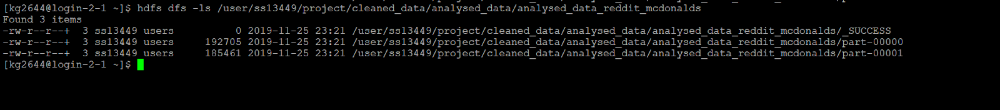 [kg2644@login-2-1 ~]$ hdfs dfs -ls /user/ss13449/project/cleaned_data/analysed_data/analysed_data_reddit_mcdonalds
Found 3 items
-rw-r--r--+  3 ss13449 users          0 2019-11-25 23:21 /user/ss13449/project/cleaned_data/analysed_data/analysed_data_reddit_mcdonalds/_SUCCESS
-rw-r--r--+  3 ss13449 users     192705 2019-11-25 23:21 /user/ss13449/project/cleaned_data/analysed_data/analysed_data_reddit_mcdonalds/part-00000
-rw-r--r--+  3 ss13449 users     185461 2019-11-25 23:21 /user/ss13449/project/cleaned_data/analysed_data/analysed_data_reddit_mcdonalds/part-00001
[kg2644@login-2-1 ~]$